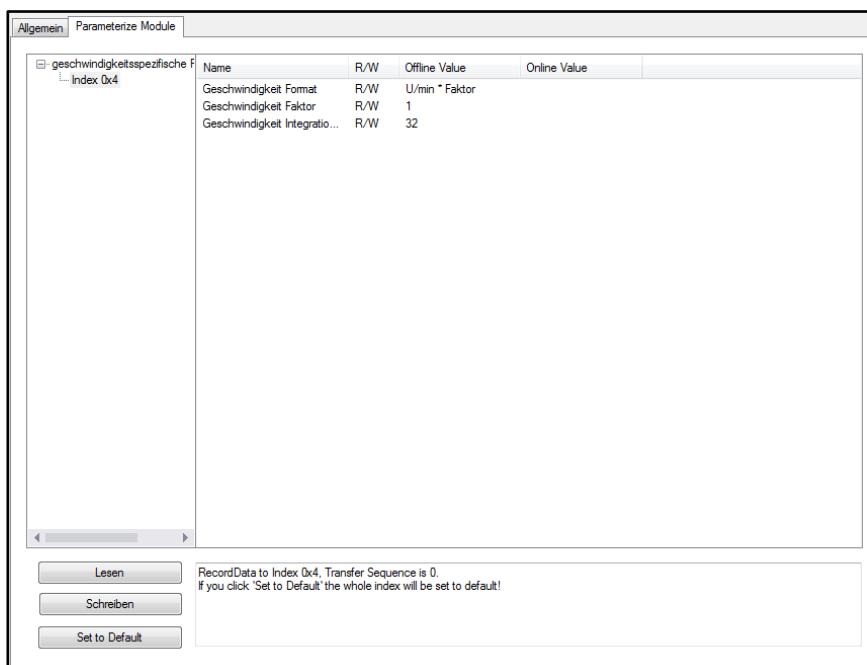 Allgemein Parameterize Module
geschwindigkeitsspezifische F
Index 0x4
Name R/W Offline Value Online Value
Geschwindigkeit Format R/W U/min * Faktor
Geschwindigkeit Faktor R/W 1
Geschwindigkeit Integratio... R/W 32
Lesen
Schreiben
Set to Default
RecordData to Index 0x4, Transfer Sequence is 0.
If you click 'Set to Default' the whole index will be set to default!